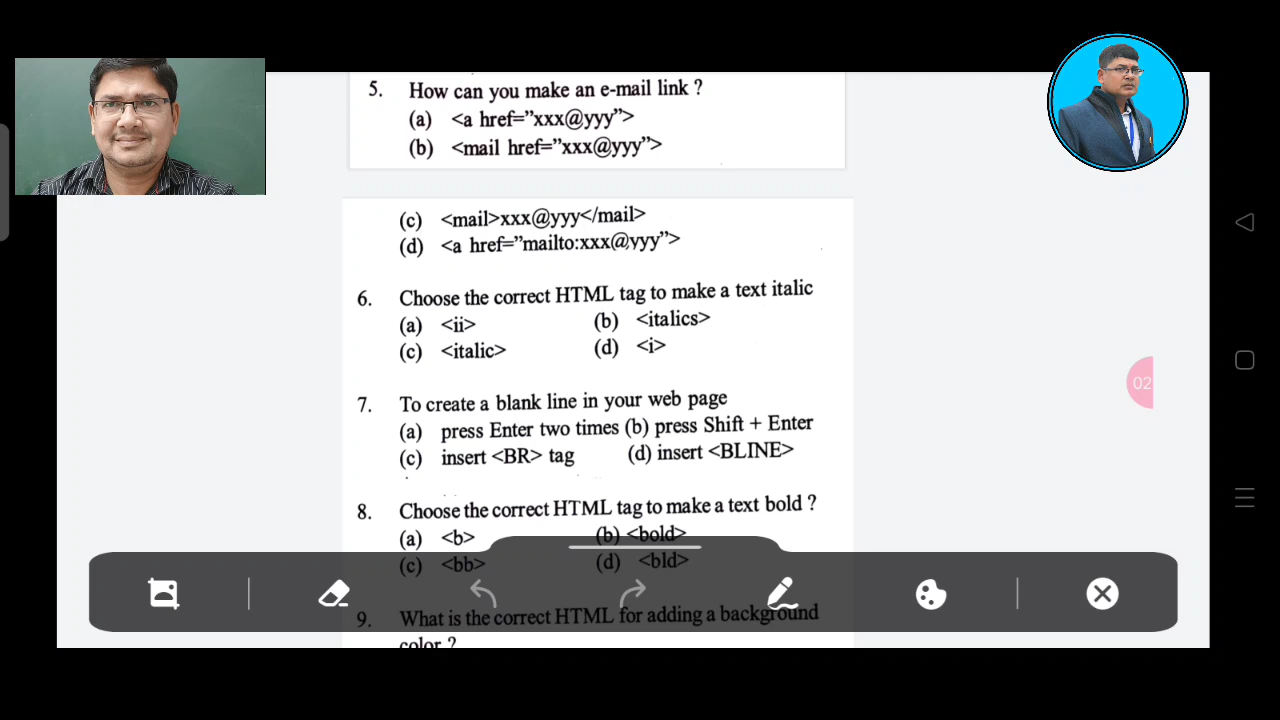 5. How can you make an e-mail link ?
(a) <a href=”xxx@yyy”>
(b) <mail href=”xxx@yyy”>
(c) <mail>xxx@yyy</mail>
(d) <a href=”mailto:xxx@yyy”>
6. Choose the correct HTML tag to make a text italic
(a) <ii> (b) <italics>
(c) <italic> (d) <i>
7. To create a blank line in your web page
(a) press Enter two times (b) press Shift + Enter
(c) insert <BR> tag (d) insert <BLINE>
02
8. Choose the correct HTML tag to make a text bold ?
(a) <b> (b) <bold>
(c) <bb> (d) <bld>
9. What is the correct HTML for adding a background
color ?